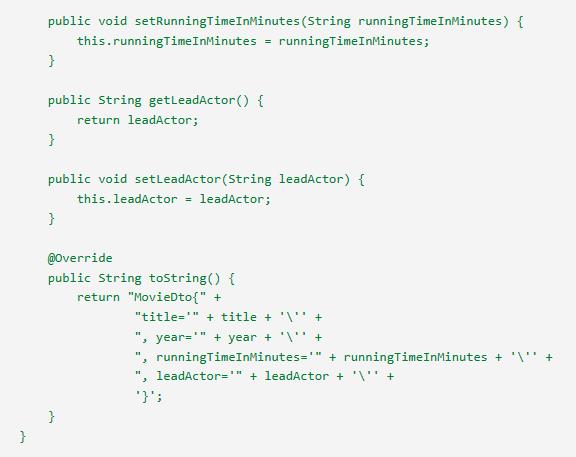 public void setRunningTimeInMinutes(String runningTimeInMinutes) {
        this.runningTimeInMinutes = runningTimeInMinutes;
    }

    public String getLeadActor() {
        return leadActor;
    }

    public void setLeadActor(String leadActor) {
        this.leadActor = leadActor;
    }

    @Override
    public String toString() {
        return "MovieDto{" +
                "title='" + title + '\'' +
                ", year='" + year + '\'' +
                ", runningTimeInMinutes='" + runningTimeInMinutes + '\'' +
                ", leadActor='" + leadActor + '\'' +
                '}';
    }
}